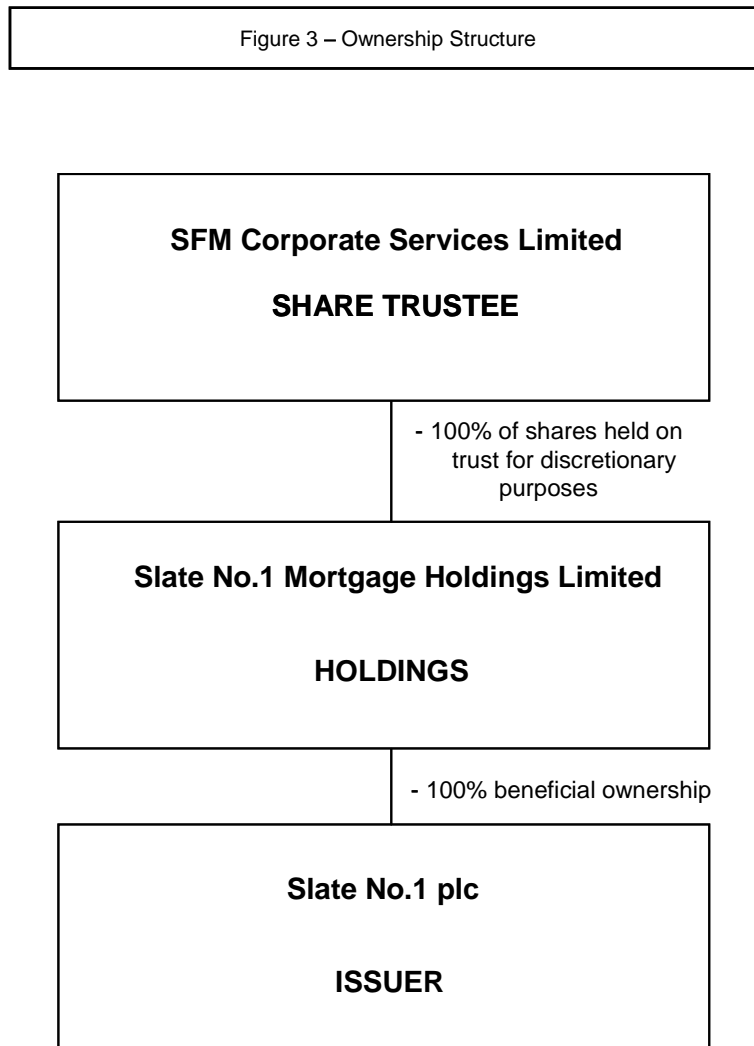 Figure 3 – Ownership Structure
SFM Corporate Services Limited
SHARE TRUSTEE
- 100% of shares held on
trust for discretionary
purposes
Slate No.1 Mortgage Holdings Limited
HOLDINGS
- 100% beneficial ownership
Slate No.1 plc
ISSUER